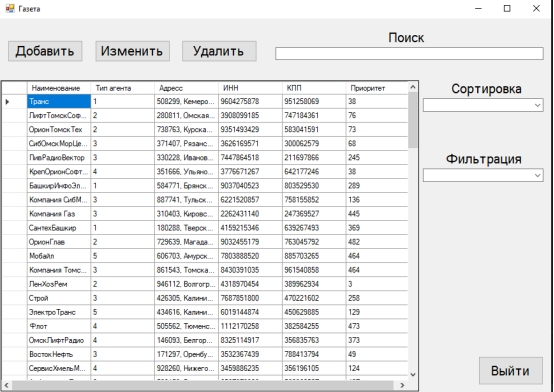 Газета
Добавить Изменить Удалить Поиск
Сортировка
Фильтрация
Наименование Тип агента Адресс ИНН КПП Приоритет
Транс 1 508299, Кемеро... 9604275878 951258069 38
ЛифтТомскСоф... 2 280811, Омская... 3908099185 747184361 76
ОрионТомскТех 2 738763, Курска... 9351493429 583041591 73
СибОмскМорЦе... 3 371407, Рязанс... 3626169571 300062579 68
ПивРадиоВектор 3 330228, Иванов... 7447864518 211697866 245
КрепОрионСофт... 4 351666, Ульяно... 3776671267 642177246 38
БашкирИнфоЭл... 1 584771, Брянск... 9037040523 803529530 289
Компания СибМ... 3 887741, Тульск... 6221520857 758155852 136
Компания Газ 3 310403, Кировс... 2262431140 247369527 445
СантехБашкир 1 180288, Тверск... 4159215346 639267493 369
ОрионГлав 2 729639, Магада... 9032455179 763045792 482
Мобайл 5 606703, Амурск... 7803888520 885703265 464
Компания Томс... 3 861543, Томска... 8430391035 961540858 464
ЛенХозРем 2 946112, Волгогр... 4318970454 389962934 3
Строй 3 426305, Калини... 7687851800 470221602 258
ЭлектроТранс 5 434616, Калини... 6019144874 450629885 129
Флот 4 505562, Тюменс... 1112170258 382584255 473
ОмскЛифтРадио 4 146093, Белгор... 8325114917 356835763 373
ВостокНефть 3 171297, Оренбу... 3532367439 788413794 49
СервисХмельМ... 4 928260, Нижего... 3459886235 356196105 124
Выйти